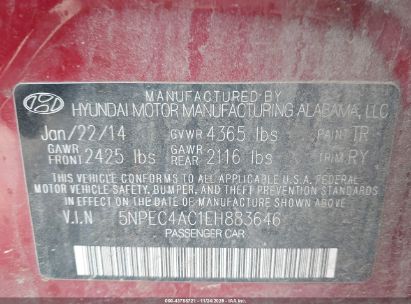 MANUFACTURED BY
HYUNDAI MOTOR MANUFACTURING ALABAMA, LLC
Jan/22/14 GVWR 4365 lbs PAINT TR
GAWR FRONT 2425 lbs GAWR REAR 2116 lbs TRIM RY
THIS VEHICLE CONFORMS TO ALL APPLICABLE U.S. FEDERAL
MOTOR VEHICLE SAFETY, BUMPER, AND THEFT PREVENTION
STANDARDS IN EFFECT ON THE DATE OF MANUFACTURE SHOWN ABOVE.
V.I.N 5NPEC4AC1EH883646
PASSENGER CAR